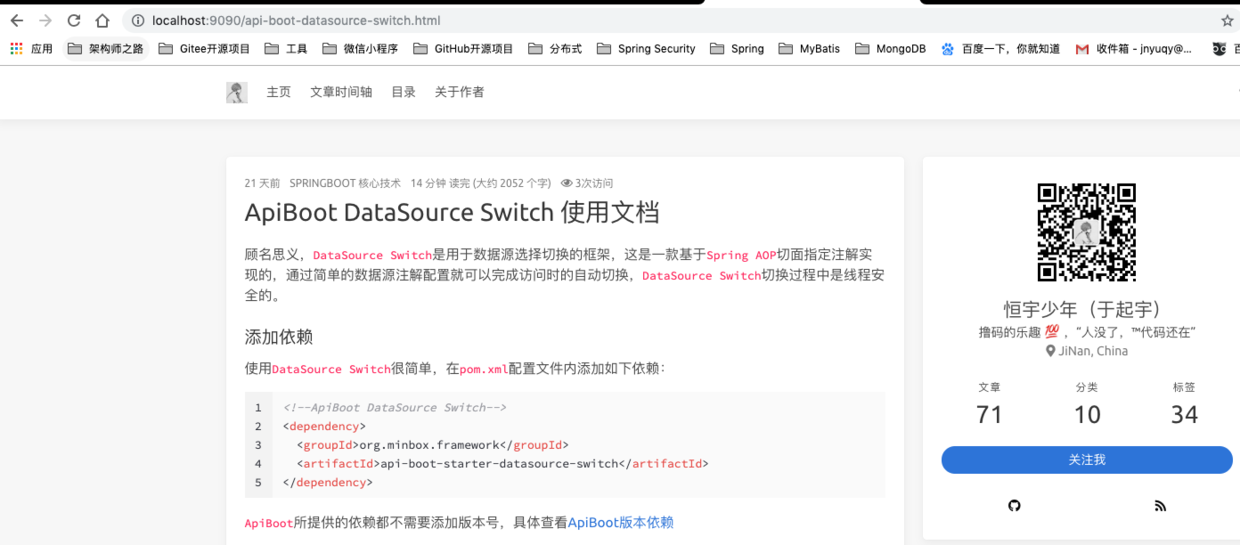 localhost:9090/api-boot-datasource-switch.html
应用 架构师之路 Gitee开源项目 工具 微信小程序 GitHub开源项目 分布式 Spring Security Spring MyBatis MongoDB 百度一下，你就知道 收件箱 - jnyuqy@...
主页 文章时间轴 目录 关于作者
21 天前 SPRINGBOOT 核心技术 14 分钟 读完 (大约 2052 个字) 3次访问
ApiBoot DataSource Switch 使用文档
顾名思义，DataSource Switch是用于数据源选择切换的框架，这是一款基于Spring AOP切面指定注解实
现的，通过简单的数据源注解配置就可以完成访问时的自动切换，DataSource Switch切换过程中是线程安
全的。
添加依赖
使用DataSource Switch很简单，在pom.xml配置文件内添加如下依赖：
1 <!--ApiBoot DataSource Switch-->
2 <dependency>
3 <groupId>org.minbox.framework</groupId>
4 <artifactId>api-boot-starter-datasource-switch</artifactId>
5 </dependency>
ApiBoot所提供的依赖都不需要添加版本号，具体查看ApiBoot版本依赖
恒宇少年（于起宇）
撸码的乐趣 💯 ，“人没了，™代码还在”
JiNan, China
文章 分类 标签
71 10 34
关注我